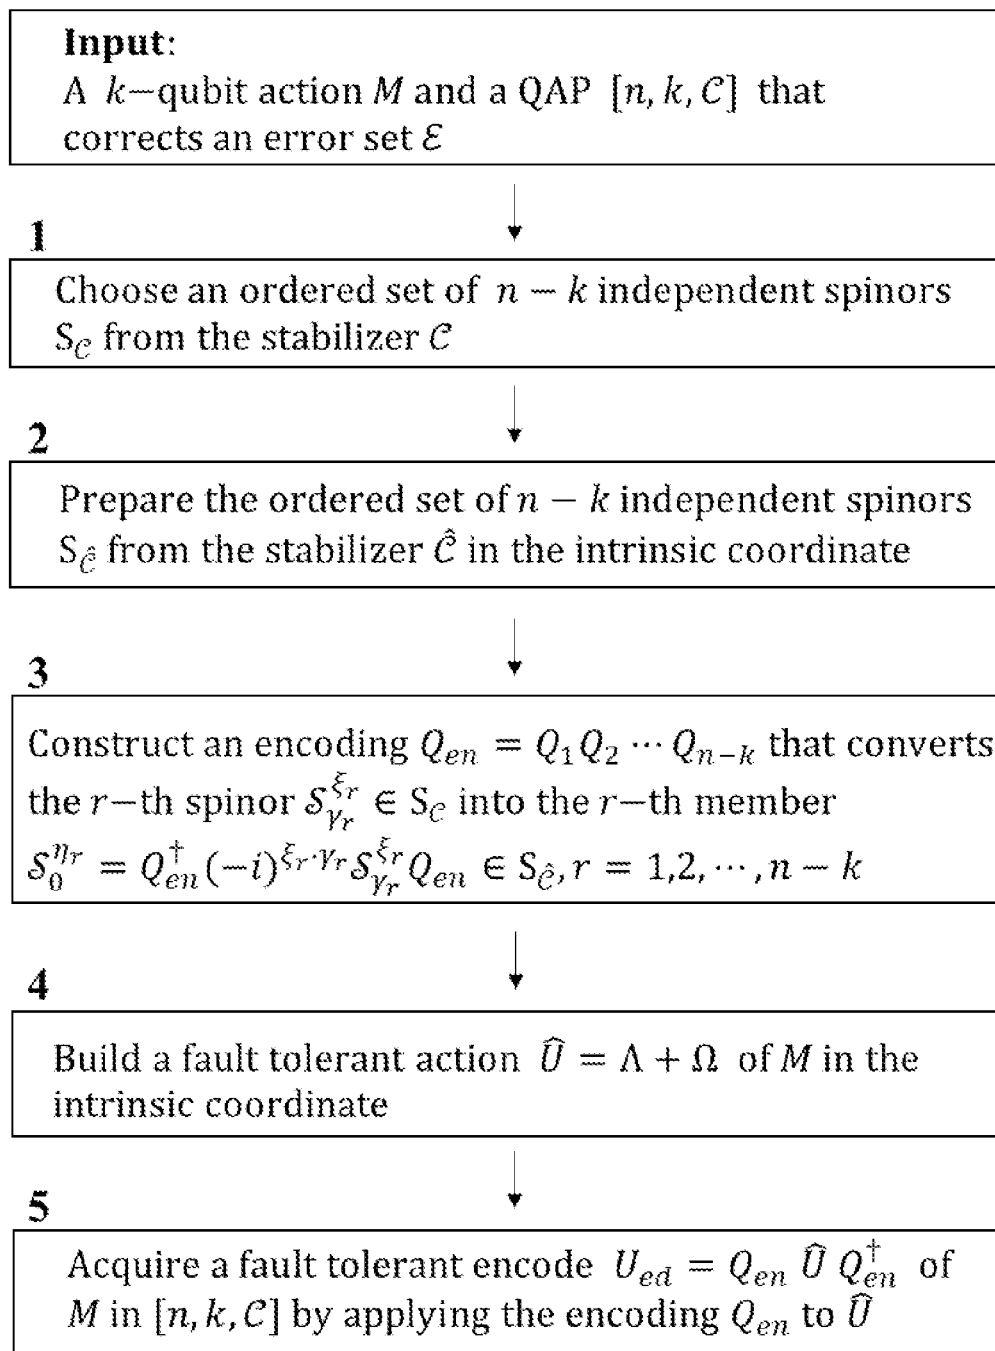 Input:
A k−qubit action M and a QAP [n, k, 𝒞] that
corrects an error set ℰ
1
Choose an ordered set of n − k independent spinors
S_𝒞 from the stabilizer 𝒞
2
Prepare the ordered set of n − k independent spinors
S_𝒞̂ from the stabilizer 𝒞̂ in the intrinsic coordinate
3
Construct an encoding Q_en = Q_1 Q_2 ⋯ Q_{n−k} that converts
the r−th spinor 𝒮_{γ_r}^{ξ_r} ∈ S_𝒞 into the r−th member
𝒮_0^{η_r} = Q_en^† (−i)^{ξ_r·γ_r} 𝒮_{γ_r}^{ξ_r} Q_en ∈ S_𝒞̂, r = 1,2, ⋯, n − k
4
Build a fault tolerant action Û = Λ + Ω of M in the
intrinsic coordinate
5
Acquire a fault tolerant encode U_ed = Q_en Û Q_en^† of
M in [n, k, 𝒞] by applying the encoding Q_en to Û